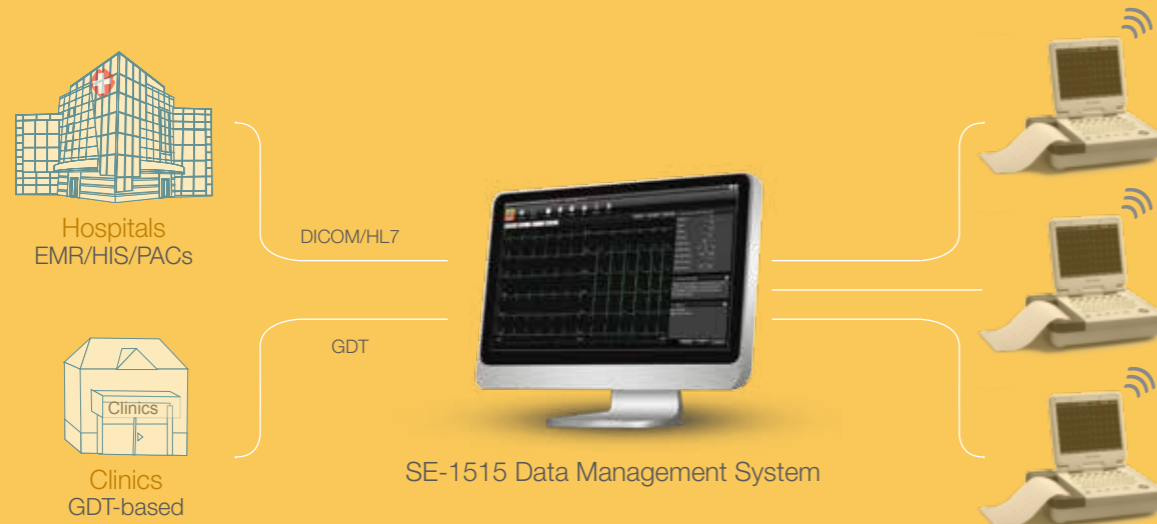 Hospitals
EMR/HIS/PACs
DICOM/HL7
GDT
Clinics
Clinics
GDT-based
SE-1515 Data Management System